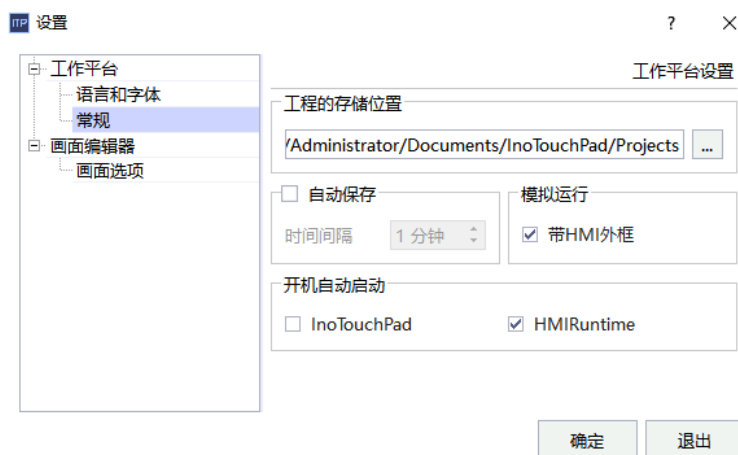 ITP 设置
工作平台
语言和字体
常规
画面编辑器
画面选项
工作平台设置
工程的存储位置
/Administrator/Documents/InoTouchPad/Projects
...
自动保存
时间间隔 1 分钟
模拟运行
带HMI外框
开机自动启动
InoTouchPad HMIRuntime
确定 退出